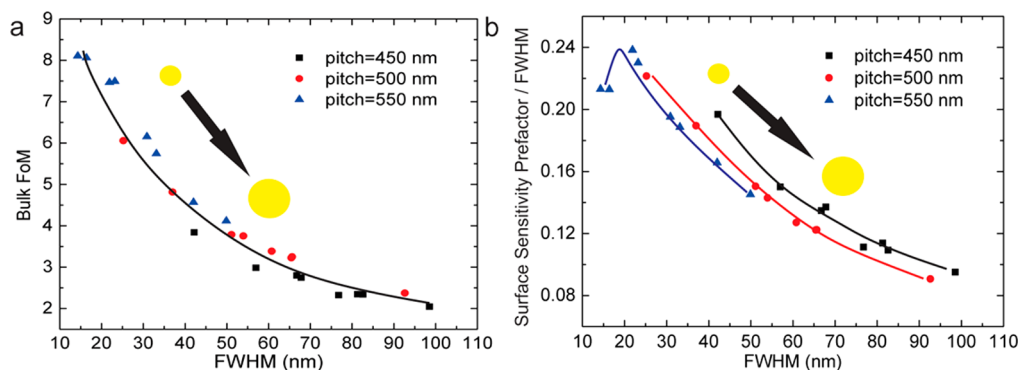 a
Bulk FoM
9
8
7
6
5
4
3
2
pitch=450 nm
pitch=500 nm
pitch=550 nm
10 20 30 40 50 60 70 80 90 100 110
FWHM (nm)
b
Surface Sensitivity Prefactor / FWHM
0.24
0.20
0.16
0.12
0.08
pitch=450 nm
pitch=500 nm
pitch=550 nm
10 20 30 40 50 60 70 80 90 100 110
FWHM (nm)